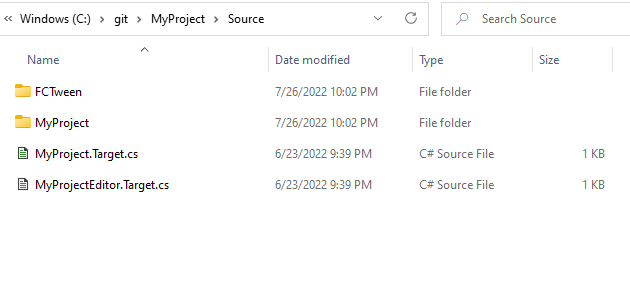 « Windows (C:) > git > MyProject > Source Search Source
Name Date modified Type Size
FCTween 7/26/2022 10:02 PM File folder
MyProject 7/26/2022 10:02 PM File folder
MyProject.Target.cs 6/23/2022 9:39 PM C# Source File 1 KB
MyProjectEditor.Target.cs 6/23/2022 9:39 PM C# Source File 1 KB